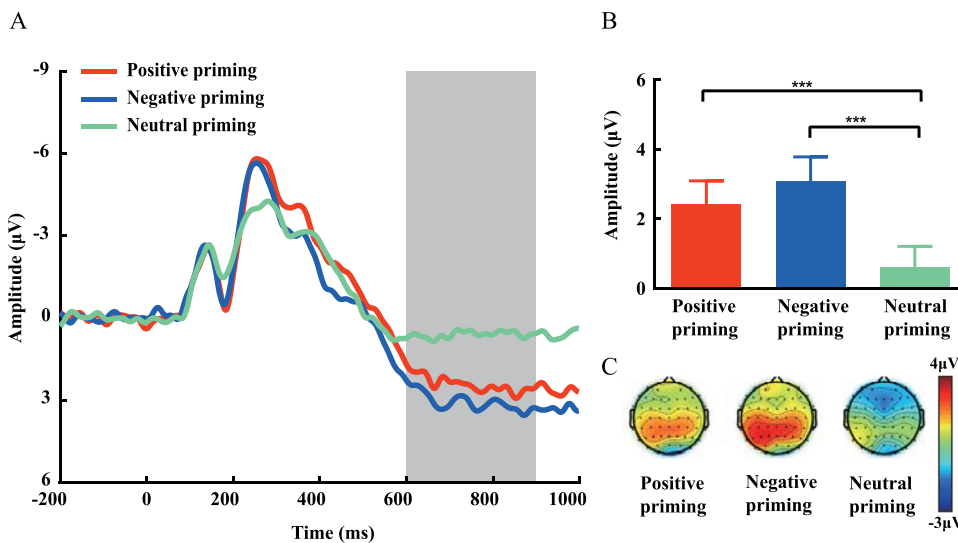 A
-9
-6
-3
0
3
6
Amplitude (μV)
Positive priming
Negative priming
Neutral priming
-200
0
200
400
600
800
1000
Time (ms)
B
6
4
2
0
Amplitude (μV)
***
***
Positive
priming
Negative
priming
Neutral
priming
C
4μV
-3μV
Positive
priming
Negative
priming
Neutral
priming